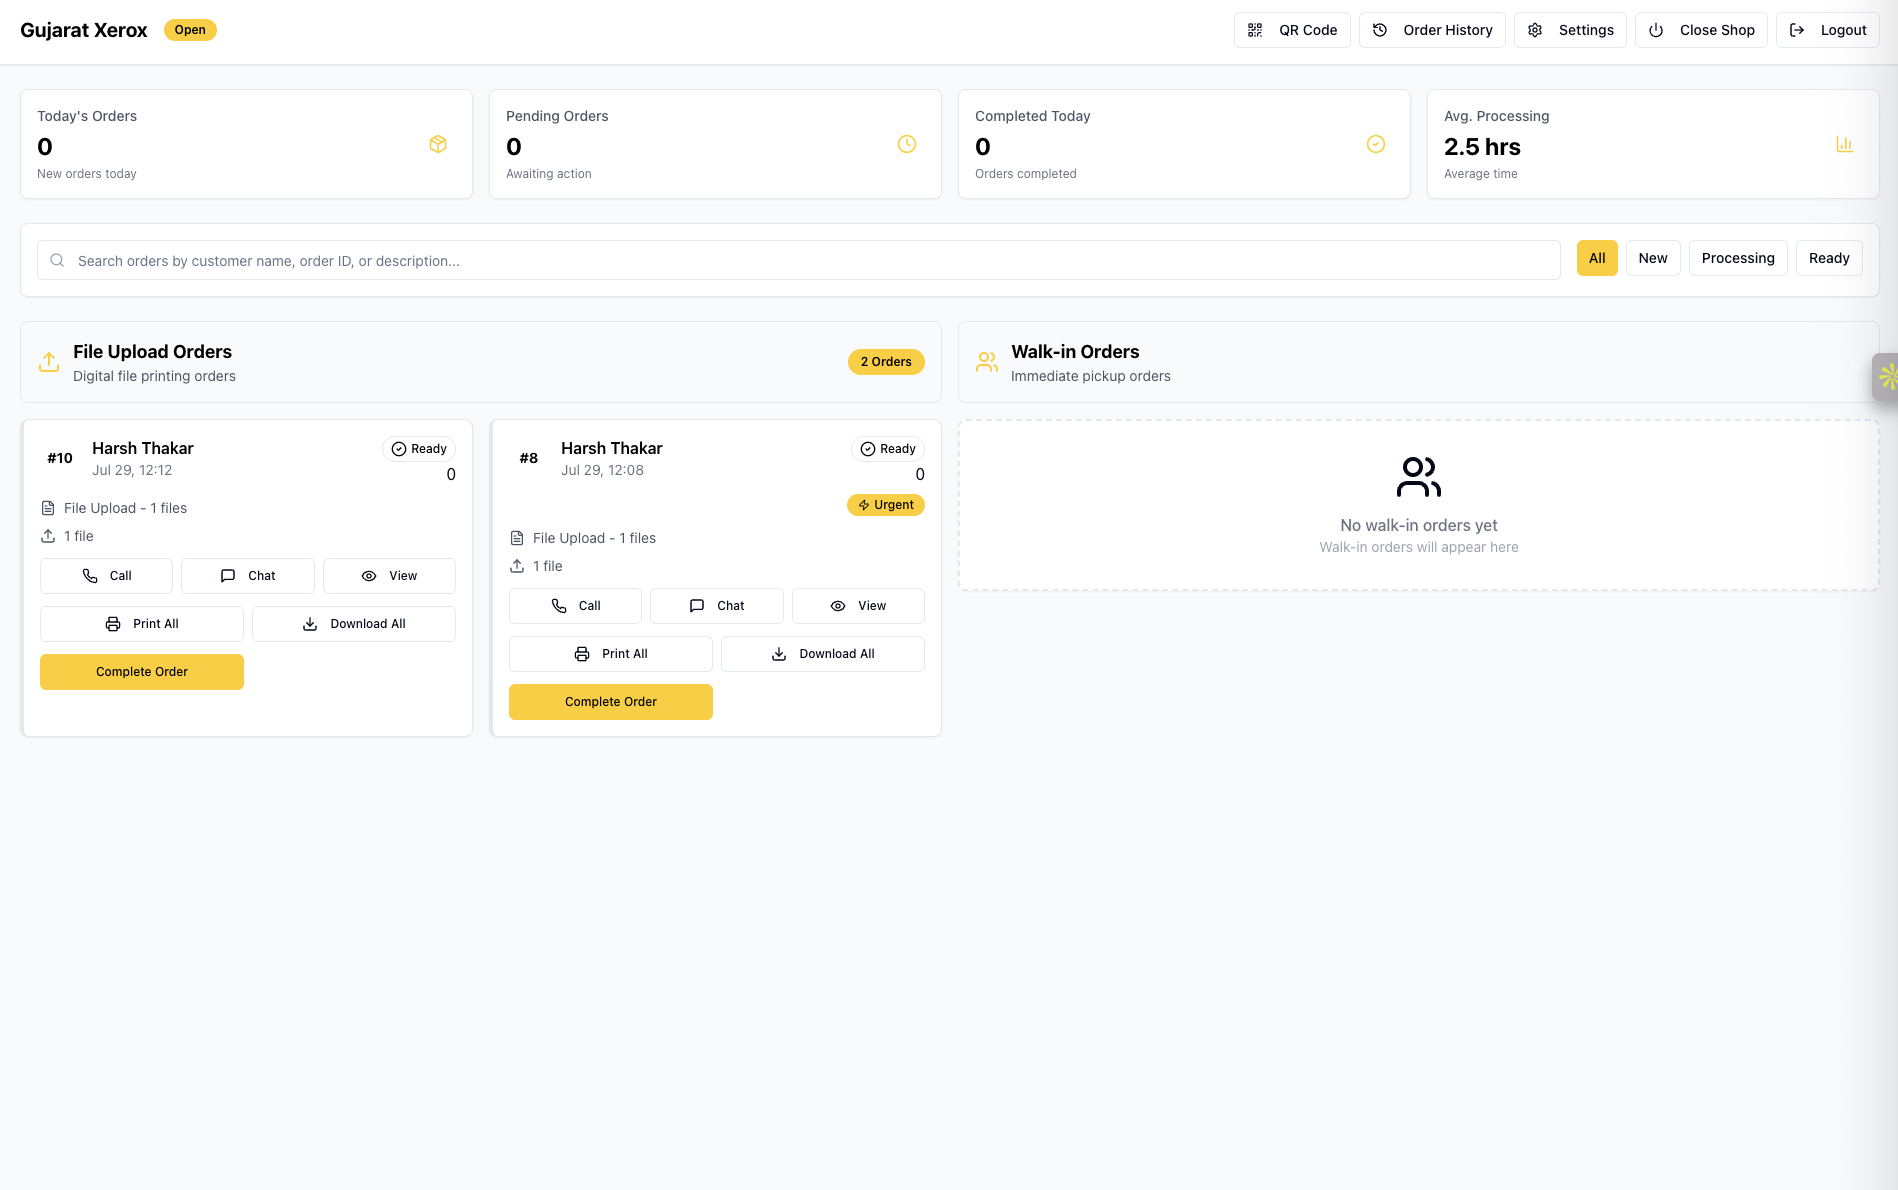 Gujarat Xerox
Open
QR Code
Order History
Settings
Close Shop
Logout
Today's Orders
0
New orders today
Pending Orders
0
Awaiting action
Completed Today
0
Orders completed
Avg. Processing
2.5 hrs
Average time
Search orders by customer name, order ID, or description...
All
New
Processing
Ready
File Upload Orders
Digital file printing orders
2 Orders
Walk-in Orders
Immediate pickup orders
#10
Harsh Thakar
Jul 29, 12:12
Ready
0
File Upload - 1 files
1 file
Call
Chat
View
Print All
Download All
Complete Order
#8
Harsh Thakar
Jul 29, 12:08
Ready
0
Urgent
File Upload - 1 files
1 file
Call
Chat
View
Print All
Download All
Complete Order
No walk-in orders yet
Walk-in orders will appear here